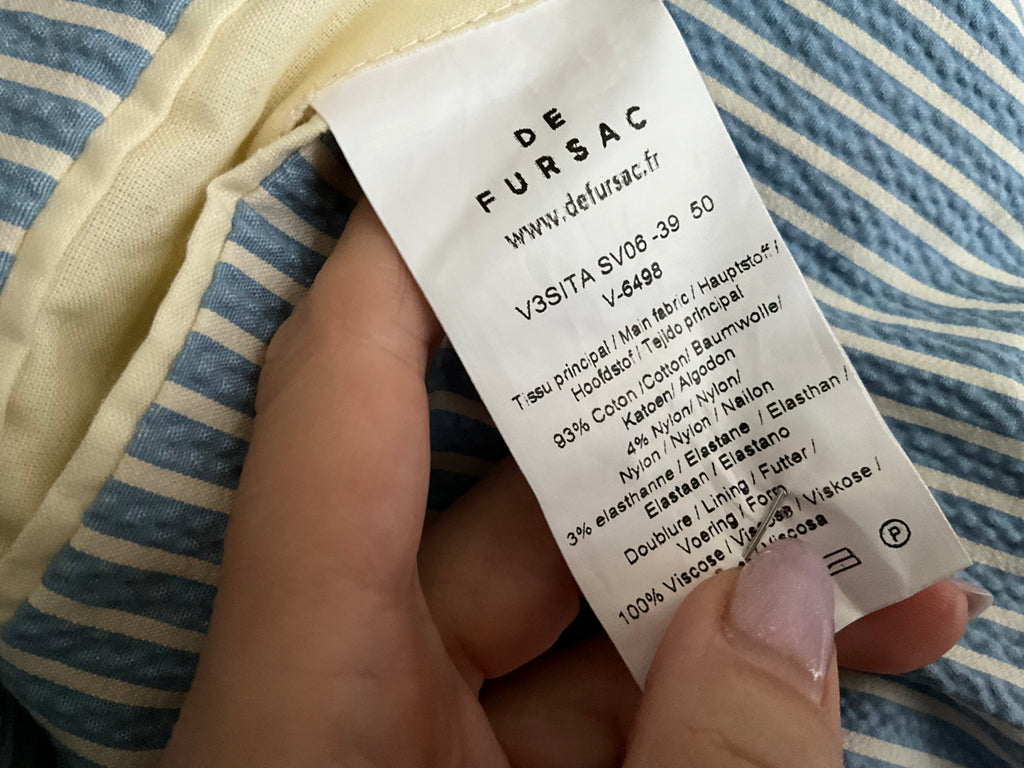 DE
FURSAC
www.defursac.fr
V3SITA SV06 -39 50
V-6498
Tissu principal / Main fabric / Hauptstoff /
Hoofdstof / Tejido principal
93% Coton /Cotton/ Baumwolle/
Katoen/ Algodon
4% Nylon/ Nylon/
Nylon / Nylon / Nailon
3% elasthanne / Elastane / Elasthan /
Elastaan / Elastano
Doublure / Lining / Futter /
Voering /
100% Viscose / Viscose / Viskose /
Viscosa
P